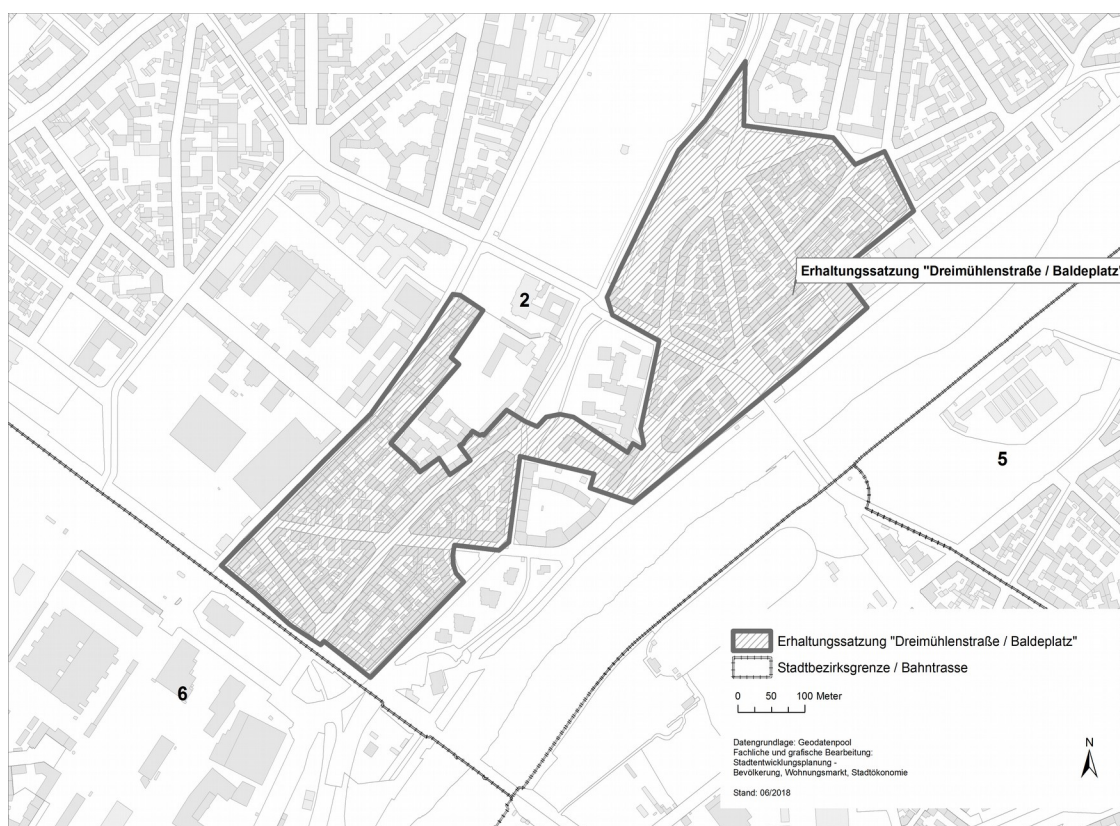 2
Erhaltungssatzung "Dreimühlenstraße / Baldeplatz"
5
6
Erhaltungssatzung "Dreimühlenstraße / Baldeplatz"
Stadtbezirksgrenze / Bahntrasse
0 50 100 Meter
Datengrundlage: Geodatenpool
Fachliche und grafische Bearbeitung:
Stadtentwicklungsplanung -
Bevölkerung, Wohnungsmarkt, Stadtökonomie
Stand: 06/2018
N